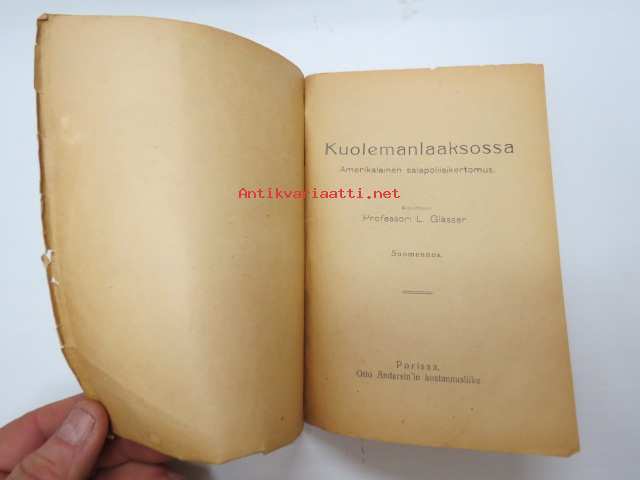 Kuolemanlaaksossa
Amerikalainen salapoliisikertomus.
Antikvariaatti.net
Professori L. Glasser
Suomennos.
Porissa,
Otto Andersin'in kustannusliike